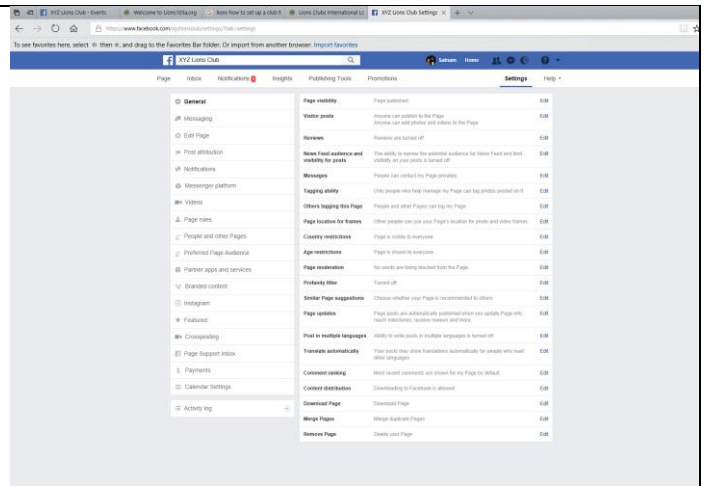 XYZ Lions Club - Events
Welcome to Lions105a.org
lions how to set up a club fi
Lions Clubs International Lt
XYZ Lions Club Settings
https://www.facebook.com/xyzlionsclub/settings/?tab=settings
To see favorites here, select ☆ then ☆, and drag to the Favorites Bar folder. Or import from another browser. Import favorites
XYZ Lions Club
Satnam
Home
Page
Inbox
Notifications
Insights
Publishing Tools
Promotions
Settings
Help
General
Messaging
Edit Page
Post attribution
Notifications
Messenger platform
Videos
Page roles
People and other Pages
Preferred Page Audience
Partner apps and services
Branded content
Instagram
Featured
Crossposting
Page Support Inbox
Payments
Calendar Settings
Activity log
Page visibility Page published Edit
Visitor posts Anyone can publish to the Page Edit
Anyone can add photos and videos to the Page
Reviews Reviews are turned off Edit
News Feed audience and The ability to narrow the potential audience for News Feed and limit Edit
visibility for posts visibility on your posts is turned off
Messages People can contact my Page privately. Edit
Tagging ability Only people who help manage my Page can tag photos posted on it. Edit
Others tagging this Page People and other Pages can tag my Page. Edit
Page location for frames Other people can use your Page's location for photo and video frames. Edit
Country restrictions Page is visible to everyone. Edit
Age restrictions Page is shown to everyone. Edit
Page moderation No words are being blocked from the Page. Edit
Profanity filter Turned off Edit
Similar Page suggestions Choose whether your Page is recommended to others Edit
Page updates Page posts are automatically published when you update Page info, Edit
reach milestones, receive reviews and more.
Post in multiple languages Ability to write posts in multiple languages is turned off Edit
Translate automatically Your posts may show translations automatically for people who read Edit
other languages
Comment ranking Most recent comments are shown for my Page by default. Edit
Content distribution Downloading to Facebook is allowed. Edit
Download Page Download Page Edit
Merge Pages Merge duplicate Pages Edit
Remove Page Delete your Page Edit